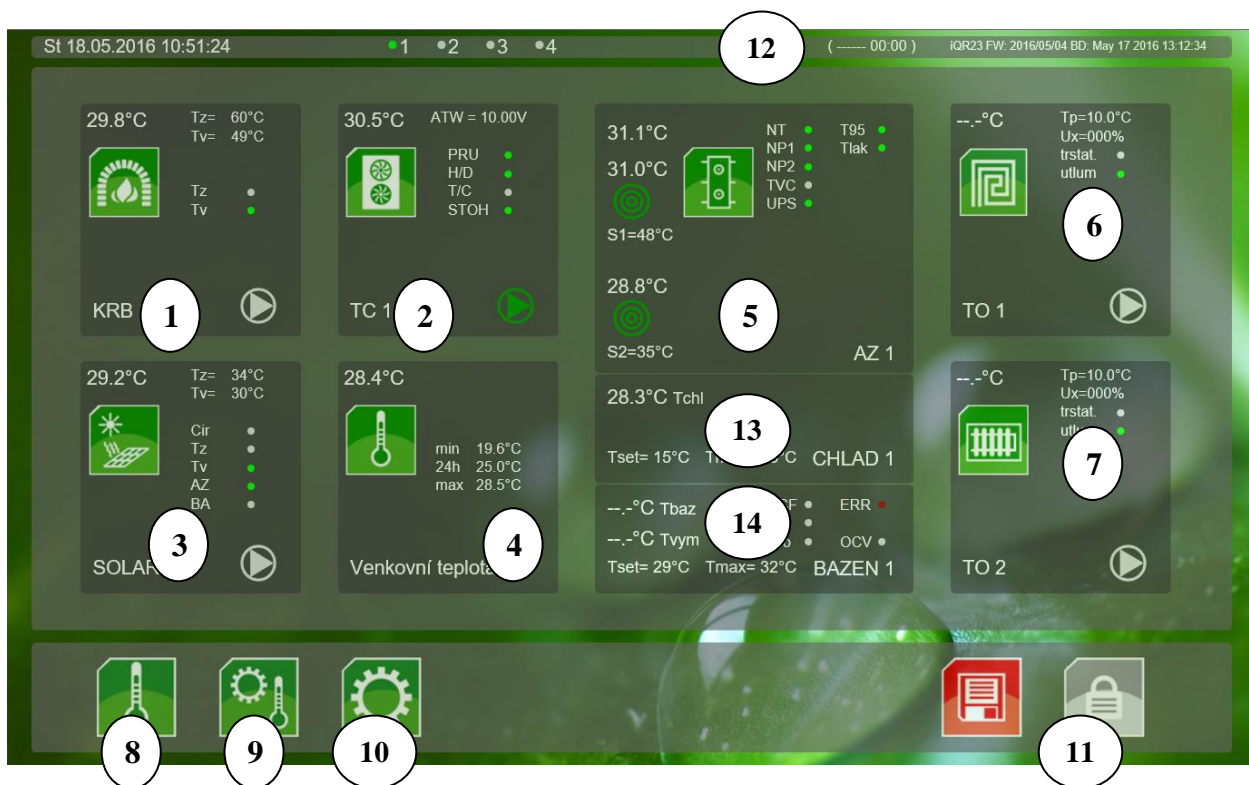 St 18.05.2016 10:51:24 1 2 3 4 12 ( ------ 00:00 ) iQR23 FW: 2016/05/04 BD: May 17 2016 13:12:34
29.8°C Tz= 60°C
Tv= 49°C
Tz
Tv
KRB 1
30.5°C ATW = 10.00V
PRU
H/D
T/C
STOH
TC 1 2
31.1°C
31.0°C
S1=48°C
NT T95
NP1 Tlak
NP2
TVC
UPS
28.8°C
S2=35°C
5
AZ 1
--.-°C Tp=10.0°C
Ux=000%
trstat.
utlum
6
TO 1
29.2°C Tz= 34°C
Tv= 30°C
Cir
Tz
Tv
AZ
BA
SOLAR 3
28.4°C
min 19.6°C
24h 25.0°C
max 28.5°C
Venkovní teplota 4
28.3°C Tchl
13
Tset= 15°C °C CHLAD 1
--.-°C Tbaz ERR
14
--.-°C Tvym OCV
Tset= 29°C Tmax= 32°C BAZEN 1
--.-°C Tp=10.0°C
Ux=000%
trstat.
utlum
7
TO 2
8 9 10 11